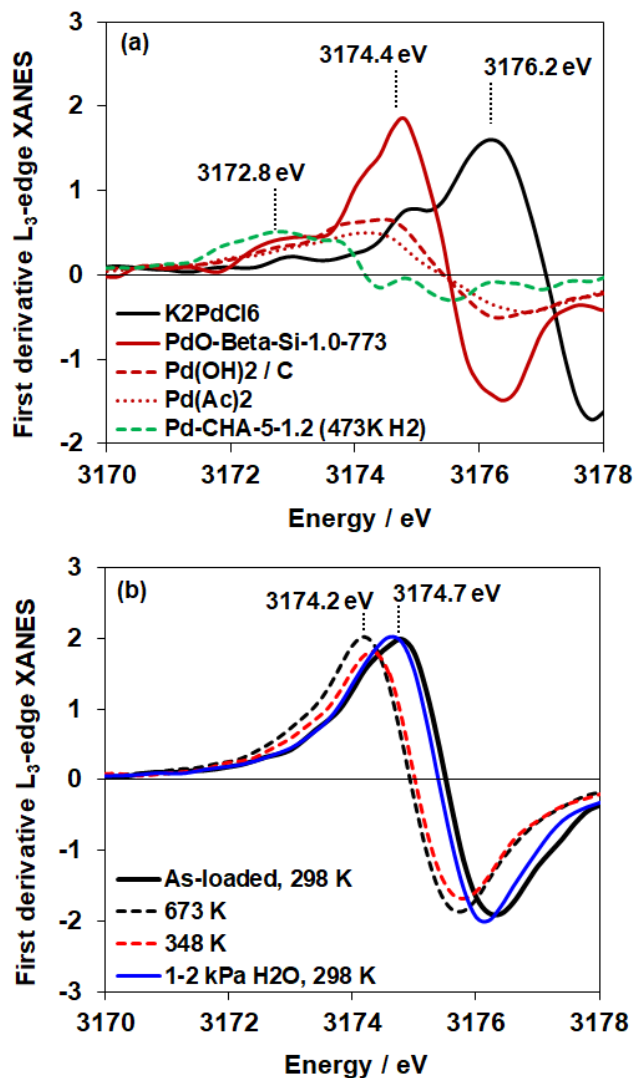 (a)
3174.4 eV
3176.2 eV
3172.8 eV
First derivative L3-edge XANES
3
2
1
0
-1
-2
K2PdCl6
PdO-Beta-Si-1.0-773
Pd(OH)2 / C
Pd(Ac)2
Pd-CHA-5-1.2 (473K H2)
3170 3172 3174 3176 3178
Energy / eV
(b)
3174.2 eV
3174.7 eV
First derivative L3-edge XANES
3
2
1
0
-1
-2
-3
As-loaded, 298 K
673 K
348 K
1-2 kPa H2O, 298 K
3170 3172 3174 3176 3178
Energy / eV